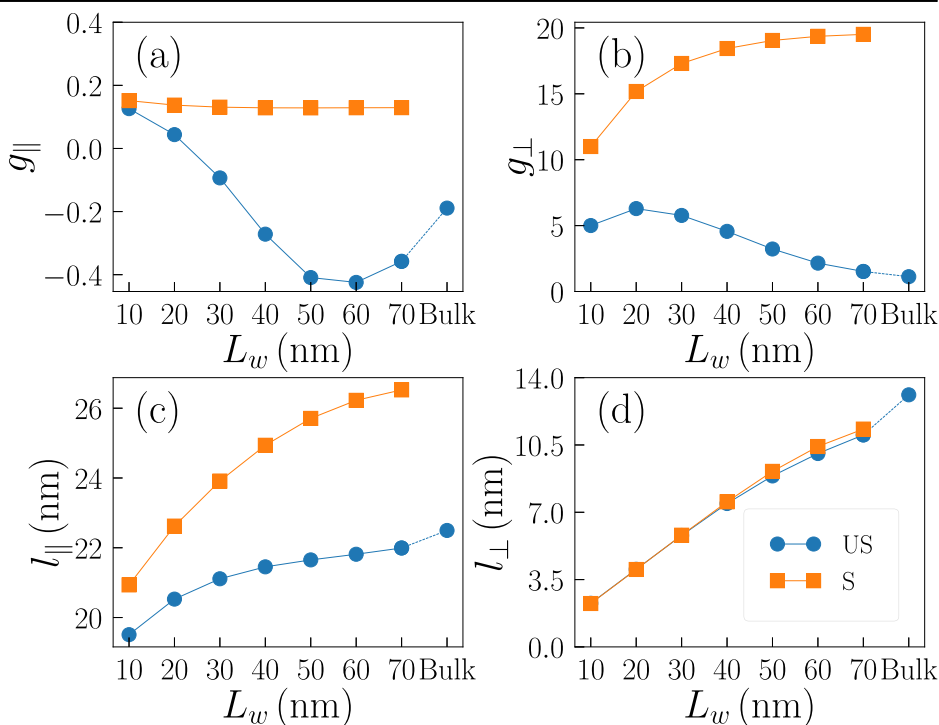 (a)
g∥
0.4
0.2
0.0
−0.2
−0.4
10 20 30 40 50 60 70 Bulk
L_w (nm)
(b)
g⊥
20
15
10
5
0
10 20 30 40 50 60 70 Bulk
L_w (nm)
(c)
l∥ (nm)
26
24
22
20
10 20 30 40 50 60 70 Bulk
L_w (nm)
(d)
l⊥ (nm)
14.0
10.5
7.0
3.5
0.0
US
S
10 20 30 40 50 60 70 Bulk
L_w (nm)